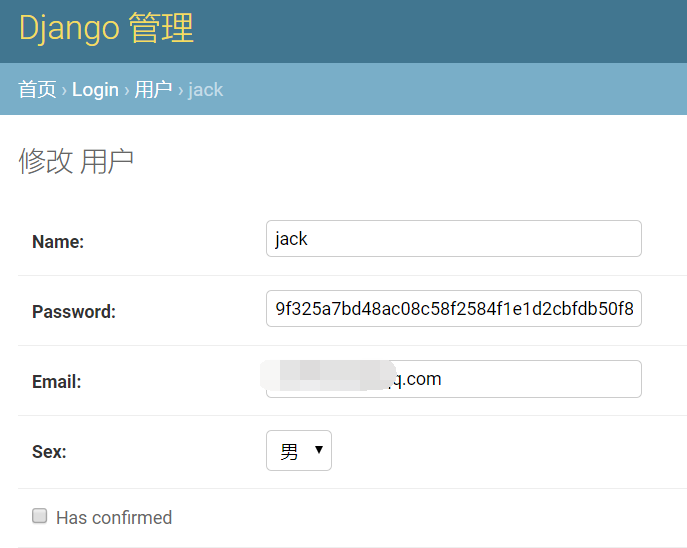 Django 管理
首页 › Login › 用户 › jack
修改 用户
Name: jack
Password: 9f325a7bd48ac08c58f2584f1e1d2cbfdb50f8
Email: q.com
Sex: 男
Has confirmed